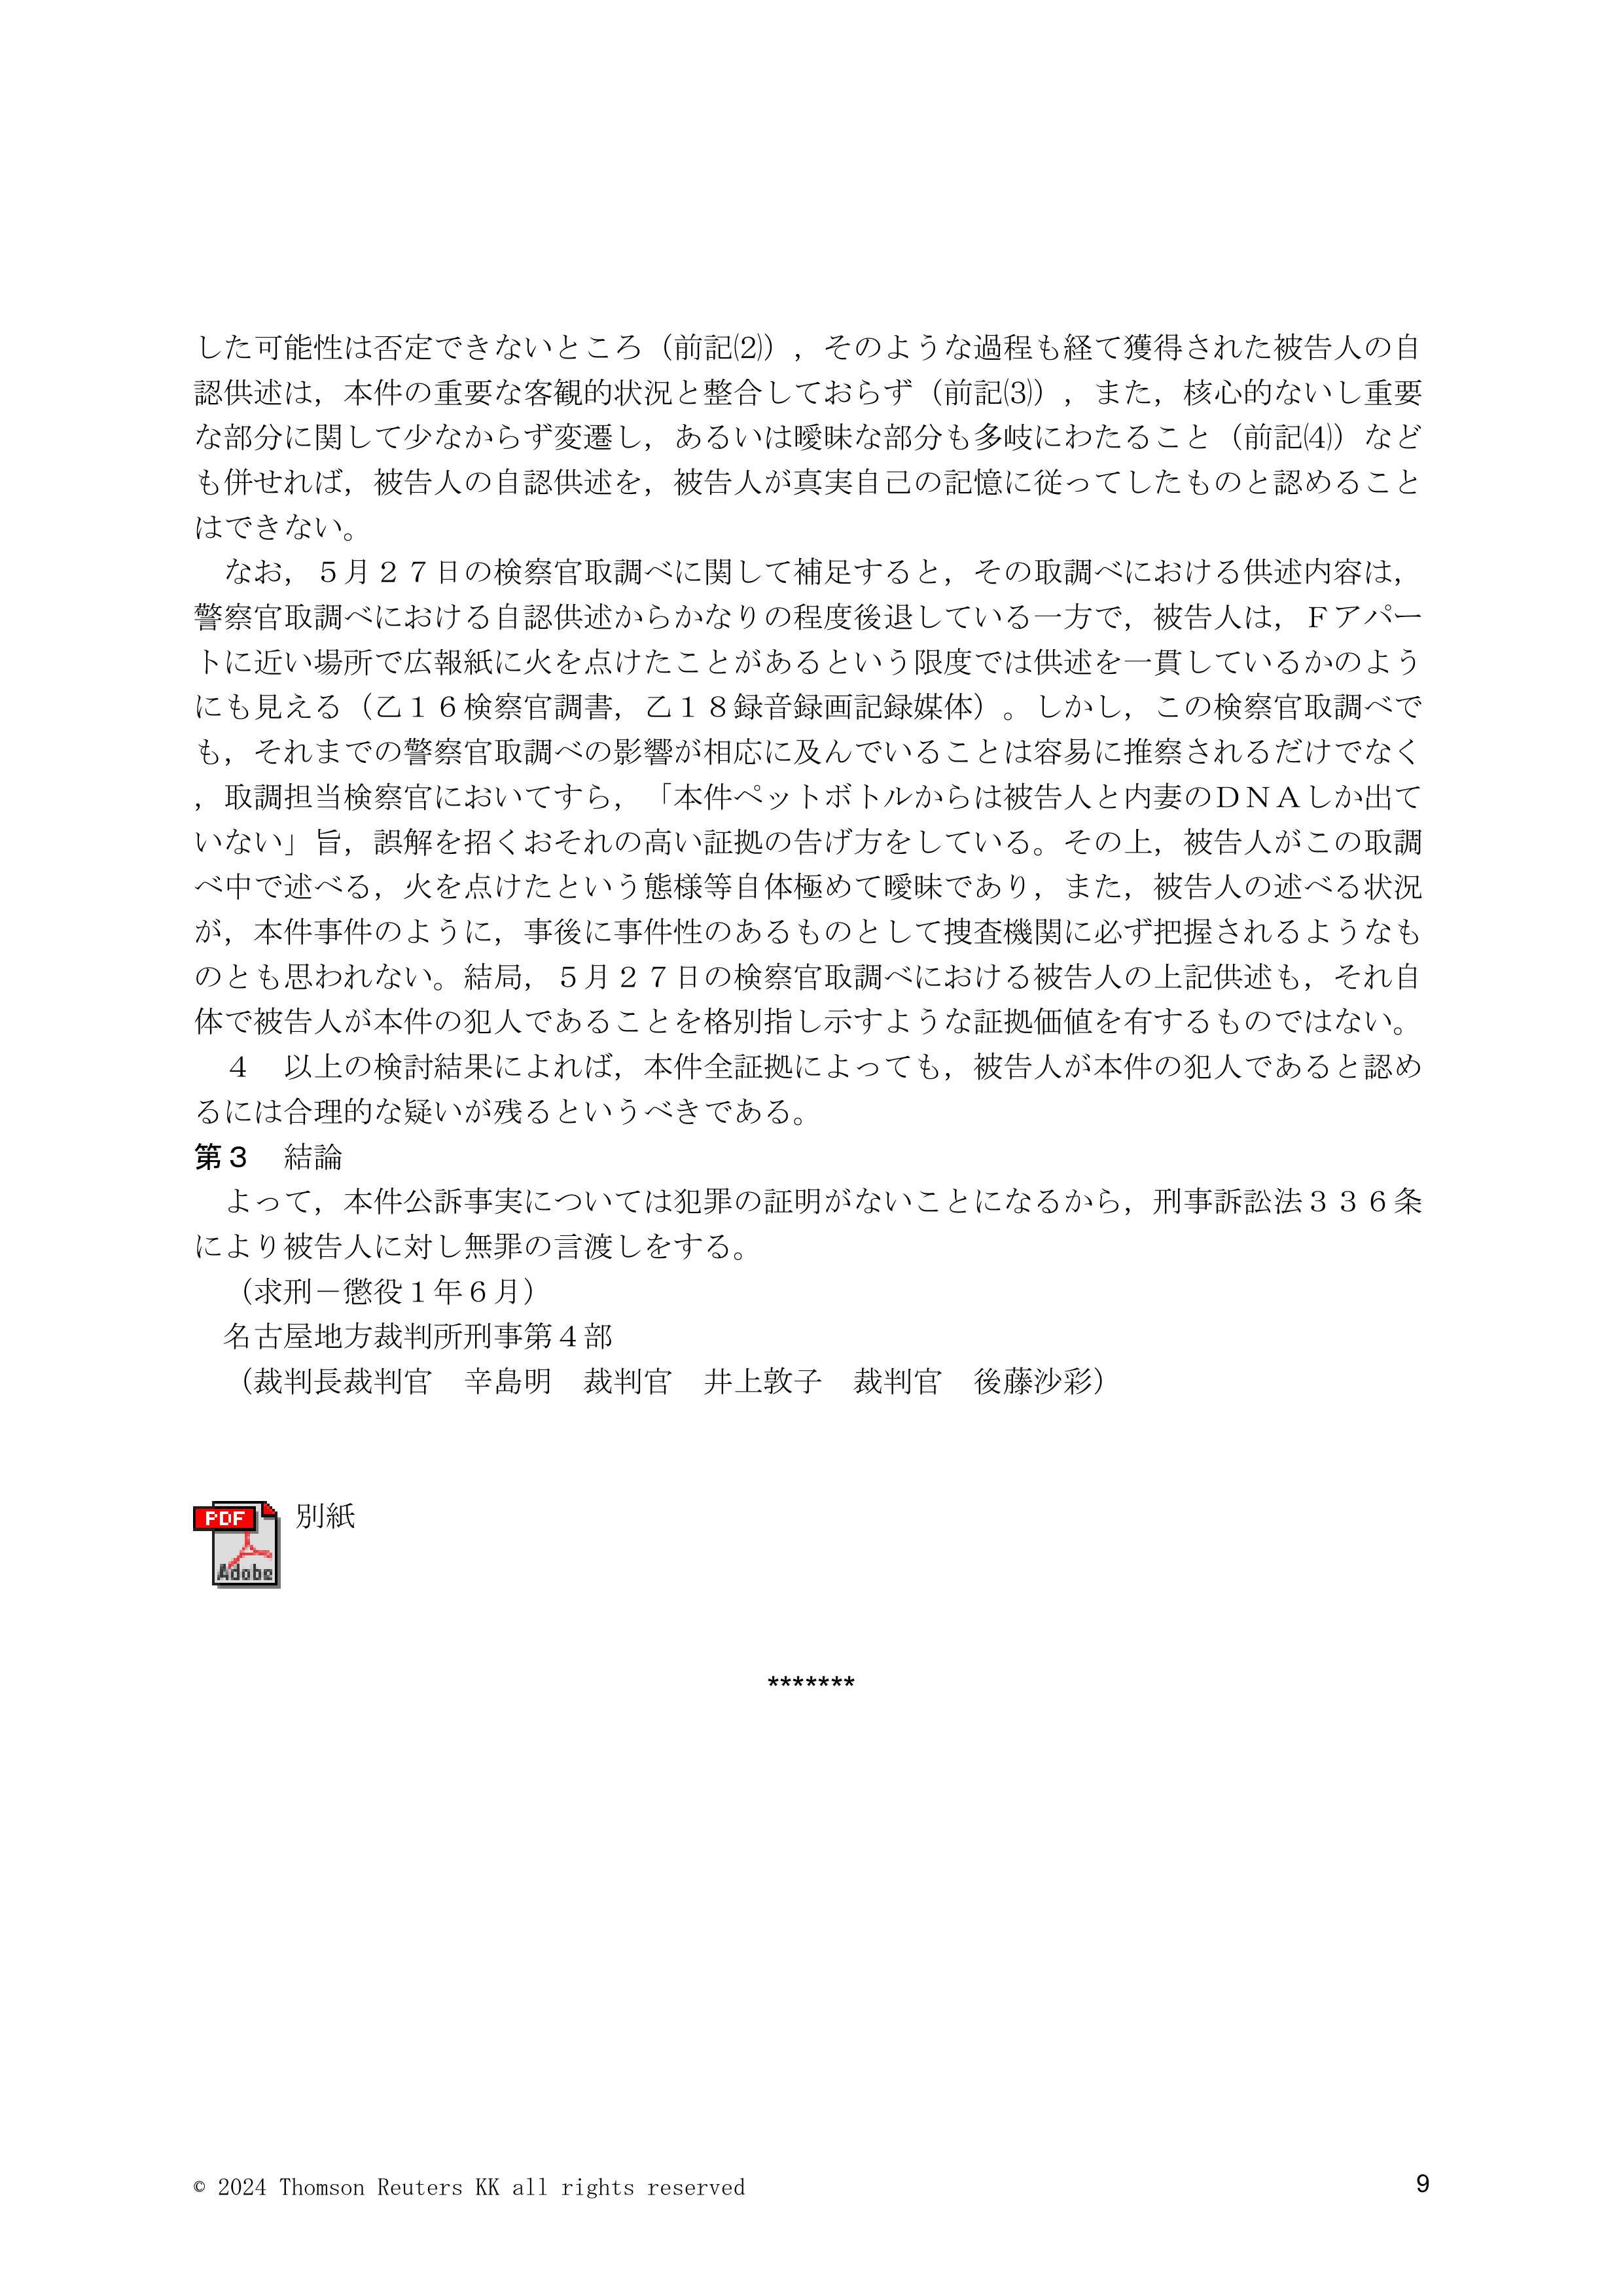 した可能性は否定できないところ（前記⑵），そのような過程も経て獲得された被告人の自
認供述は，本件の重要な客観的状況と整合しておらず（前記⑶），また，核心的ないし重要
な部分に関して少なからず変遷し，あるいは曖昧な部分も多岐にわたること（前記⑷）など
も併せれば，被告人の自認供述を，被告人が真実自己の記憶に従ってしたものと認めること
はできない。
　なお，５月２７日の検察官取調べに関して補足すると，その取調べにおける供述内容は，
警察官取調べにおける自認供述からかなりの程度後退している一方で，被告人は，Ｆアパー
トに近い場所で広報紙に火を点けたことがあるという限度では供述を一貫しているかのよう
にも見える（乙１６検察官調書，乙１８録音録画記録媒体）。しかし，この検察官取調べで
も，それまでの警察官取調べの影響が相応に及んでいることは容易に推察されるだけでなく
，取調担当検察官においてすら，「本件ペットボトルからは被告人と内妻のＤＮＡしか出て
いない」旨，誤解を招くおそれの高い証拠の告げ方をしている。その上，被告人がこの取調
べ中で述べる，火を点けたという態様等自体極めて曖昧であり，また，被告人の述べる状況
が，本件事件のように，事後に事件性のあるものとして捜査機関に必ず把握されるようなも
のとも思われない。結局，５月２７日の検察官取調べにおける被告人の上記供述も，それ自
体で被告人が本件の犯人であることを格別指し示すような証拠価値を有するものではない。
　４　以上の検討結果によれば，本件全証拠によっても，被告人が本件の犯人であると認め
るには合理的な疑いが残るというべきである。
第３　結論
　よって，本件公訴事実については犯罪の証明がないことになるから，刑事訴訟法３３６条
により被告人に対し無罪の言渡しをする。
　（求刑－懲役１年６月）
　名古屋地方裁判所刑事第４部
　（裁判長裁判官　辛島明　裁判官　井上敦子　裁判官　後藤沙彩）
PDF
Adobe
別紙
*******
© 2024 Thomson Reuters KK all rights reserved
9